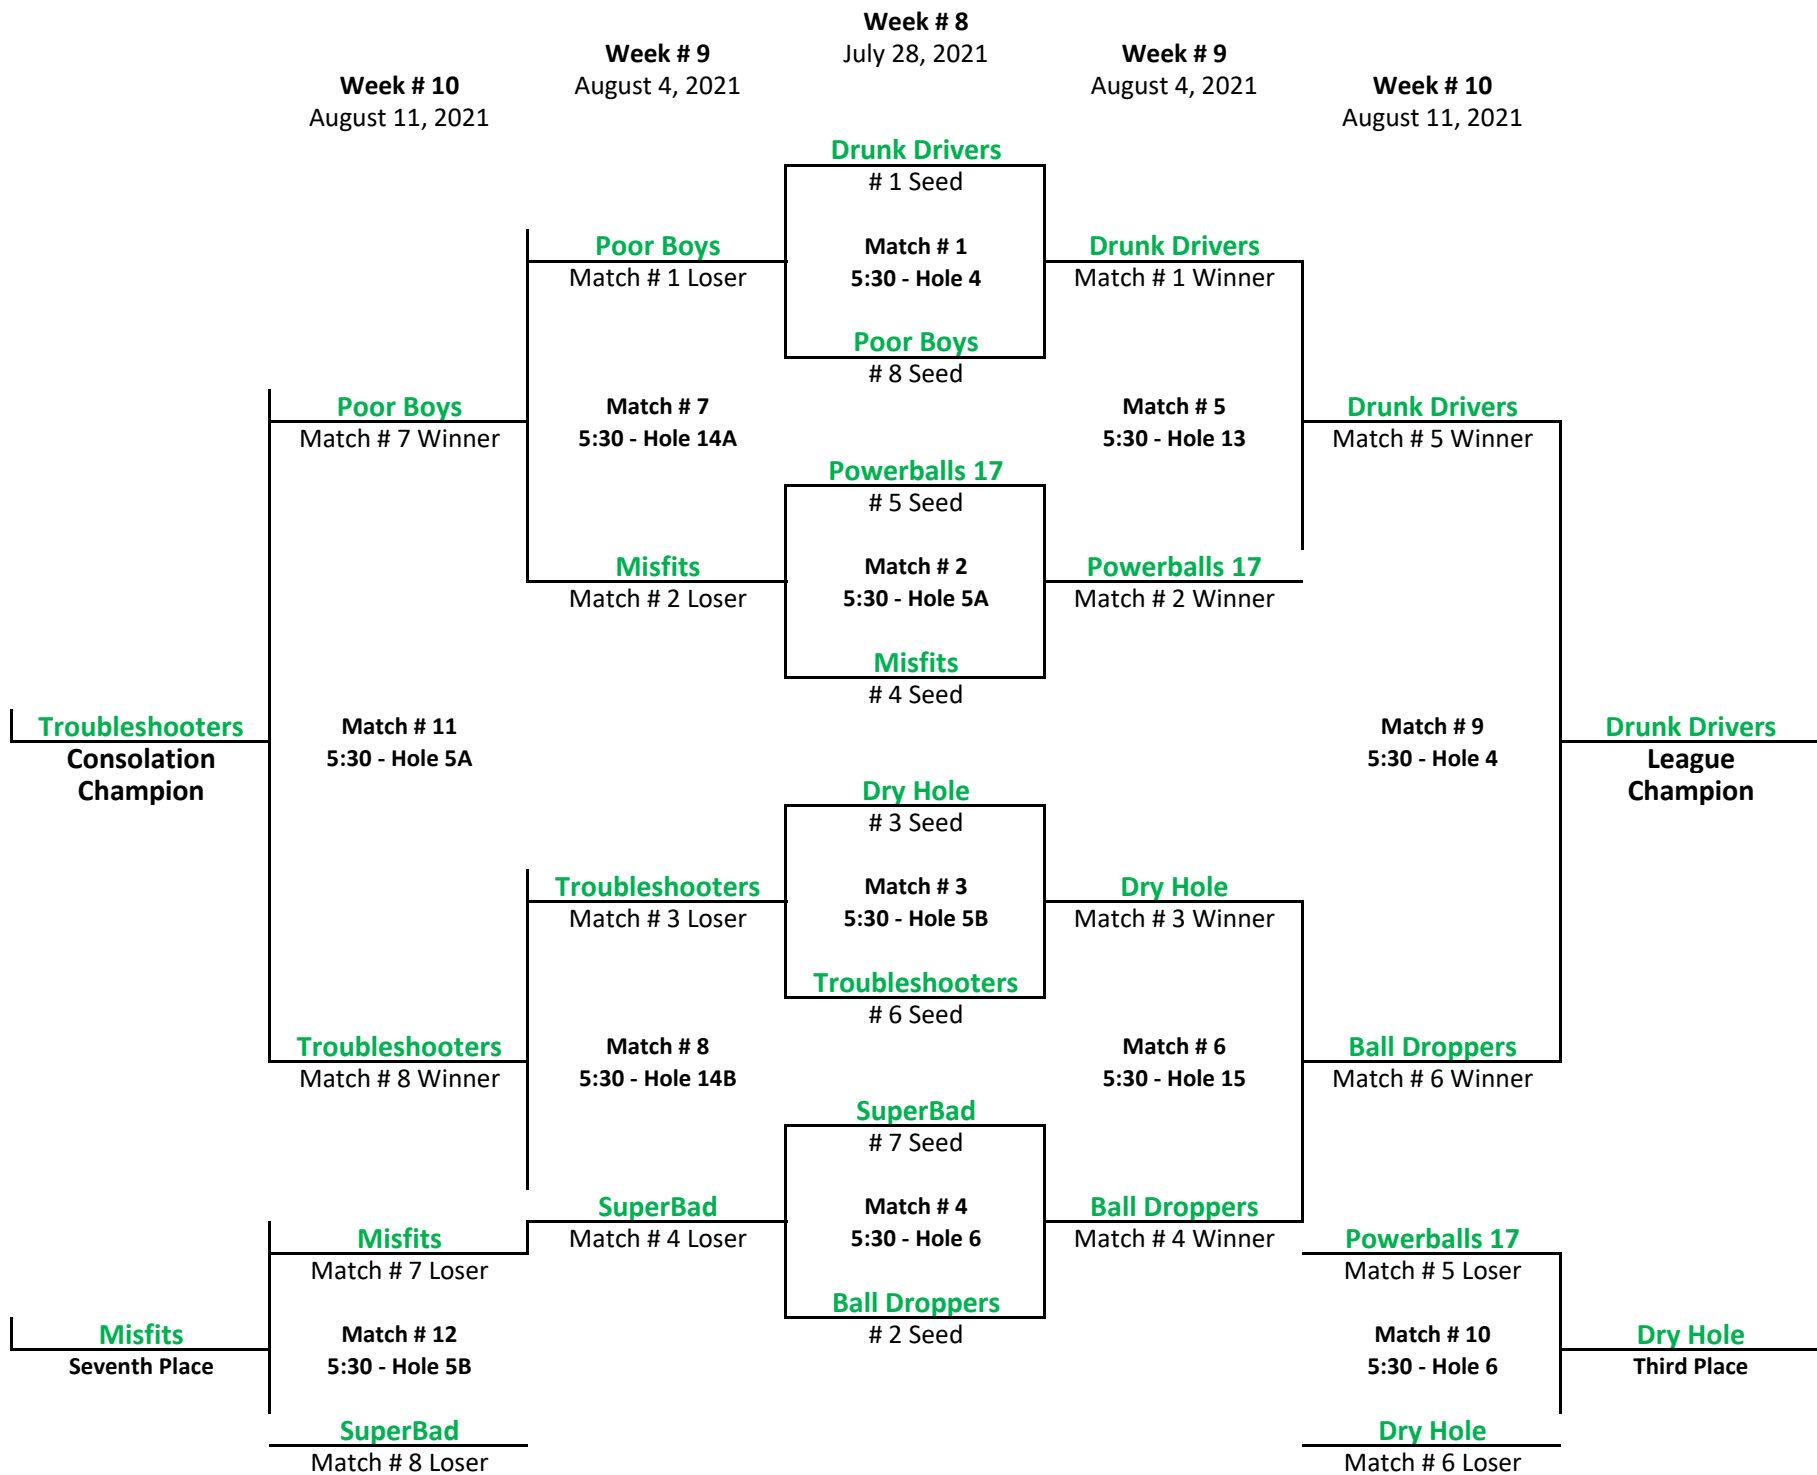 Week # 8
July 28, 2021
Week # 9
August 4, 2021
Week # 9
August 4, 2021
Week # 10
August 11, 2021
Week # 10
August 11, 2021
Drunk Drivers
# 1 Seed
Poor Boys
Match # 1 Loser
Match # 1
5:30 - Hole 4
Drunk Drivers
Match # 1 Winner
Poor Boys
# 8 Seed
Poor Boys
Match # 7 Winner
Match # 7
5:30 - Hole 14A
Match # 5
5:30 - Hole 13
Drunk Drivers
Match # 5 Winner
Powerballs 17
# 5 Seed
Misfits
Match # 2 Loser
Match # 2
5:30 - Hole 5A
Powerballs 17
Match # 2 Winner
Misfits
# 4 Seed
Troubleshooters
Consolation
Champion
Match # 11
5:30 - Hole 5A
Match # 9
5:30 - Hole 4
Drunk Drivers
League
Champion
Dry Hole
# 3 Seed
Troubleshooters
Match # 3 Loser
Match # 3
5:30 - Hole 5B
Dry Hole
Match # 3 Winner
Troubleshooters
# 6 Seed
Troubleshooters
Match # 8 Winner
Match # 8
5:30 - Hole 14B
Match # 6
5:30 - Hole 15
Ball Droppers
Match # 6 Winner
SuperBad
# 7 Seed
SuperBad
Match # 4 Loser
Match # 4
5:30 - Hole 6
Ball Droppers
Match # 4 Winner
Misfits
Match # 7 Loser
Powerballs 17
Match # 5 Loser
Ball Droppers
# 2 Seed
Misfits
Seventh Place
Match # 12
5:30 - Hole 5B
Match # 10
5:30 - Hole 6
Dry Hole
Third Place
SuperBad
Match # 8 Loser
Dry Hole
Match # 6 Loser